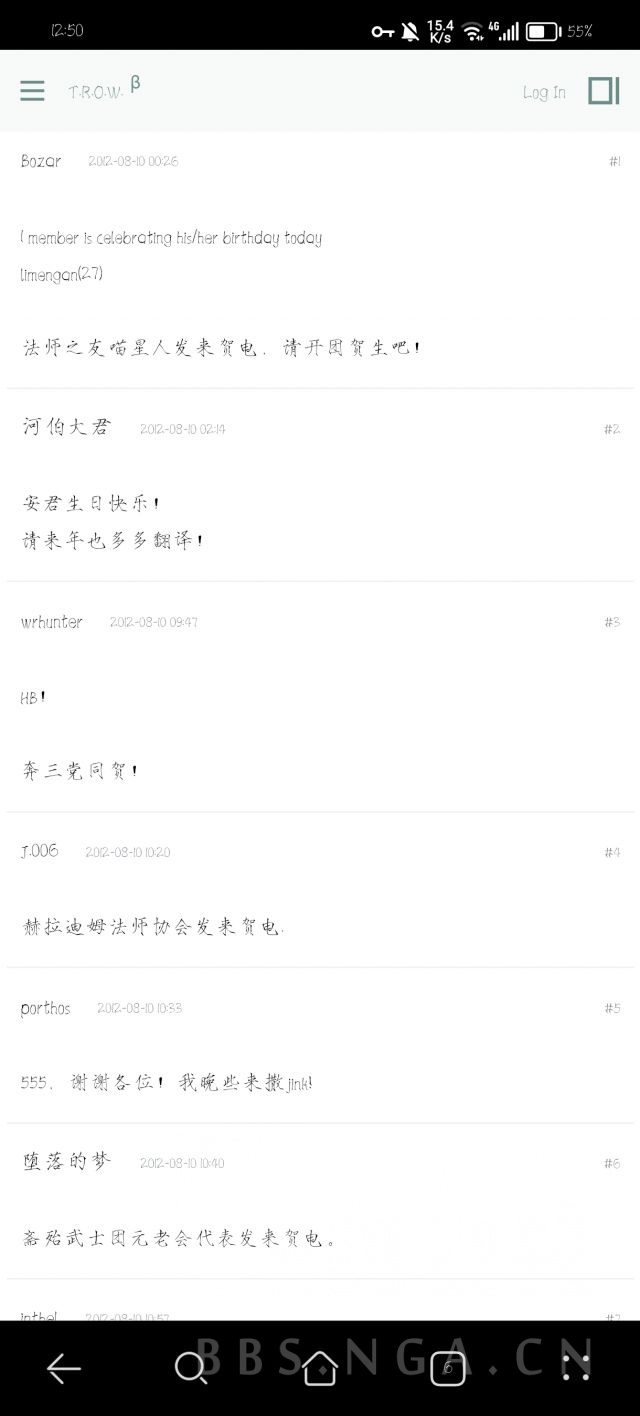 12:50
15.4
K/s
4G
55%
T.R.O.W. β
Log In
Bozar 2012-08-10 00:26 #1
1 member is celebrating his/her birthday today
limengan(27)
法师之友喵星人发来贺电，请开团贺生吧！
河伯大君 2012-08-10 02:14 #2
安君生日快乐！
请来年也多多翻译！
wrhunter 2012-08-10 09:47 #3
HB！
奔三党同贺！
J.006 2012-08-10 10:20 #4
赫拉迪姆法师协会发来贺电.
porthos 2012-08-10 10:33 #5
555，谢谢各位！我晚些来撒jink!
堕落的梦 2012-08-10 10:40 #6
斋殆武士团元老会代表发来贺电。
inthel 2012-08-10 10:57 #7
6
BBS.NGA.CN